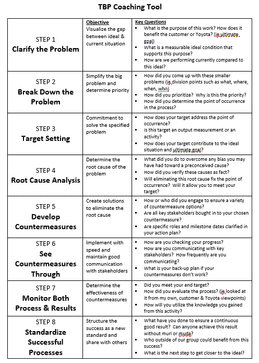 TBP Coaching Tool
Objective
Key Questions
STEP 1
Clarify the Problem
Visualize the
gap between ideal &
current situation
What is the purpose of this work? How does it
benefit the customer or Toyota? (ie ultimate
goal)
What is a measurable ideal condition that
supports this purpose?
How are we performing currently compared to
this ideal?
STEP 2
Break Down the
Problem
Simplify the big
problem and
determine priority
How did you come up with these smaller
problems (ie division points such as what, where,
when, who)
How did you prioritize? Why is this the priority?
How did you determine the point of occurrence
in the process?
STEP 3
Target Setting
Commitment to
solve the specified
problem
How does your target address the point of
occurrence?
Is this target an output measurement or an
activity?
How does your target contribute to the ideal
situation and ultimate goal?
STEP 4
Root Cause Analysis
Determine the
root cause of the
problem
What did you do to overcome any bias you may
have had toward a preconceived cause?
How did you verify these causes as fact?
Will eliminating this root cause fix the point of
occurrence? Will it allow you to meet your
target?
STEP 5
Develop
Countermeasures
Create solutions
to eliminate the
root cause
How or who did you engage to ensure a variety
of countermeasure options?
Are all key stakeholders bought in to your chosen
countermeasure?
Are specific roles and milestone dates clarified in
your action plan?
STEP 6
See
Countermeasures
Through
Implement with
speed and
maintain good
communication
with stakeholders
How are you checking your progress?
How are you communicating with key
stakeholders? How frequently are you
communicating?
What is your back-up plan if your
countermeasures don't work?
STEP 7
Monitor Both
Process & Results
Determine the
effectiveness of
countermeasures
Did you meet your end target?
How did you evaluate the process? (ie looked at
it from my own, customer & Toyota viewpoints)
How will you utilize the knowledge you gained
from this activity?
STEP 8
Standardize
Successful
Processes
Structure the
success as a new
standard and
share with others
What have you done to ensure a continuous
good result? Can anyone achieve this result
without muri or muda?
Who outside of our group could benefit from this
success?
What is the next step to get closer to the ideal?